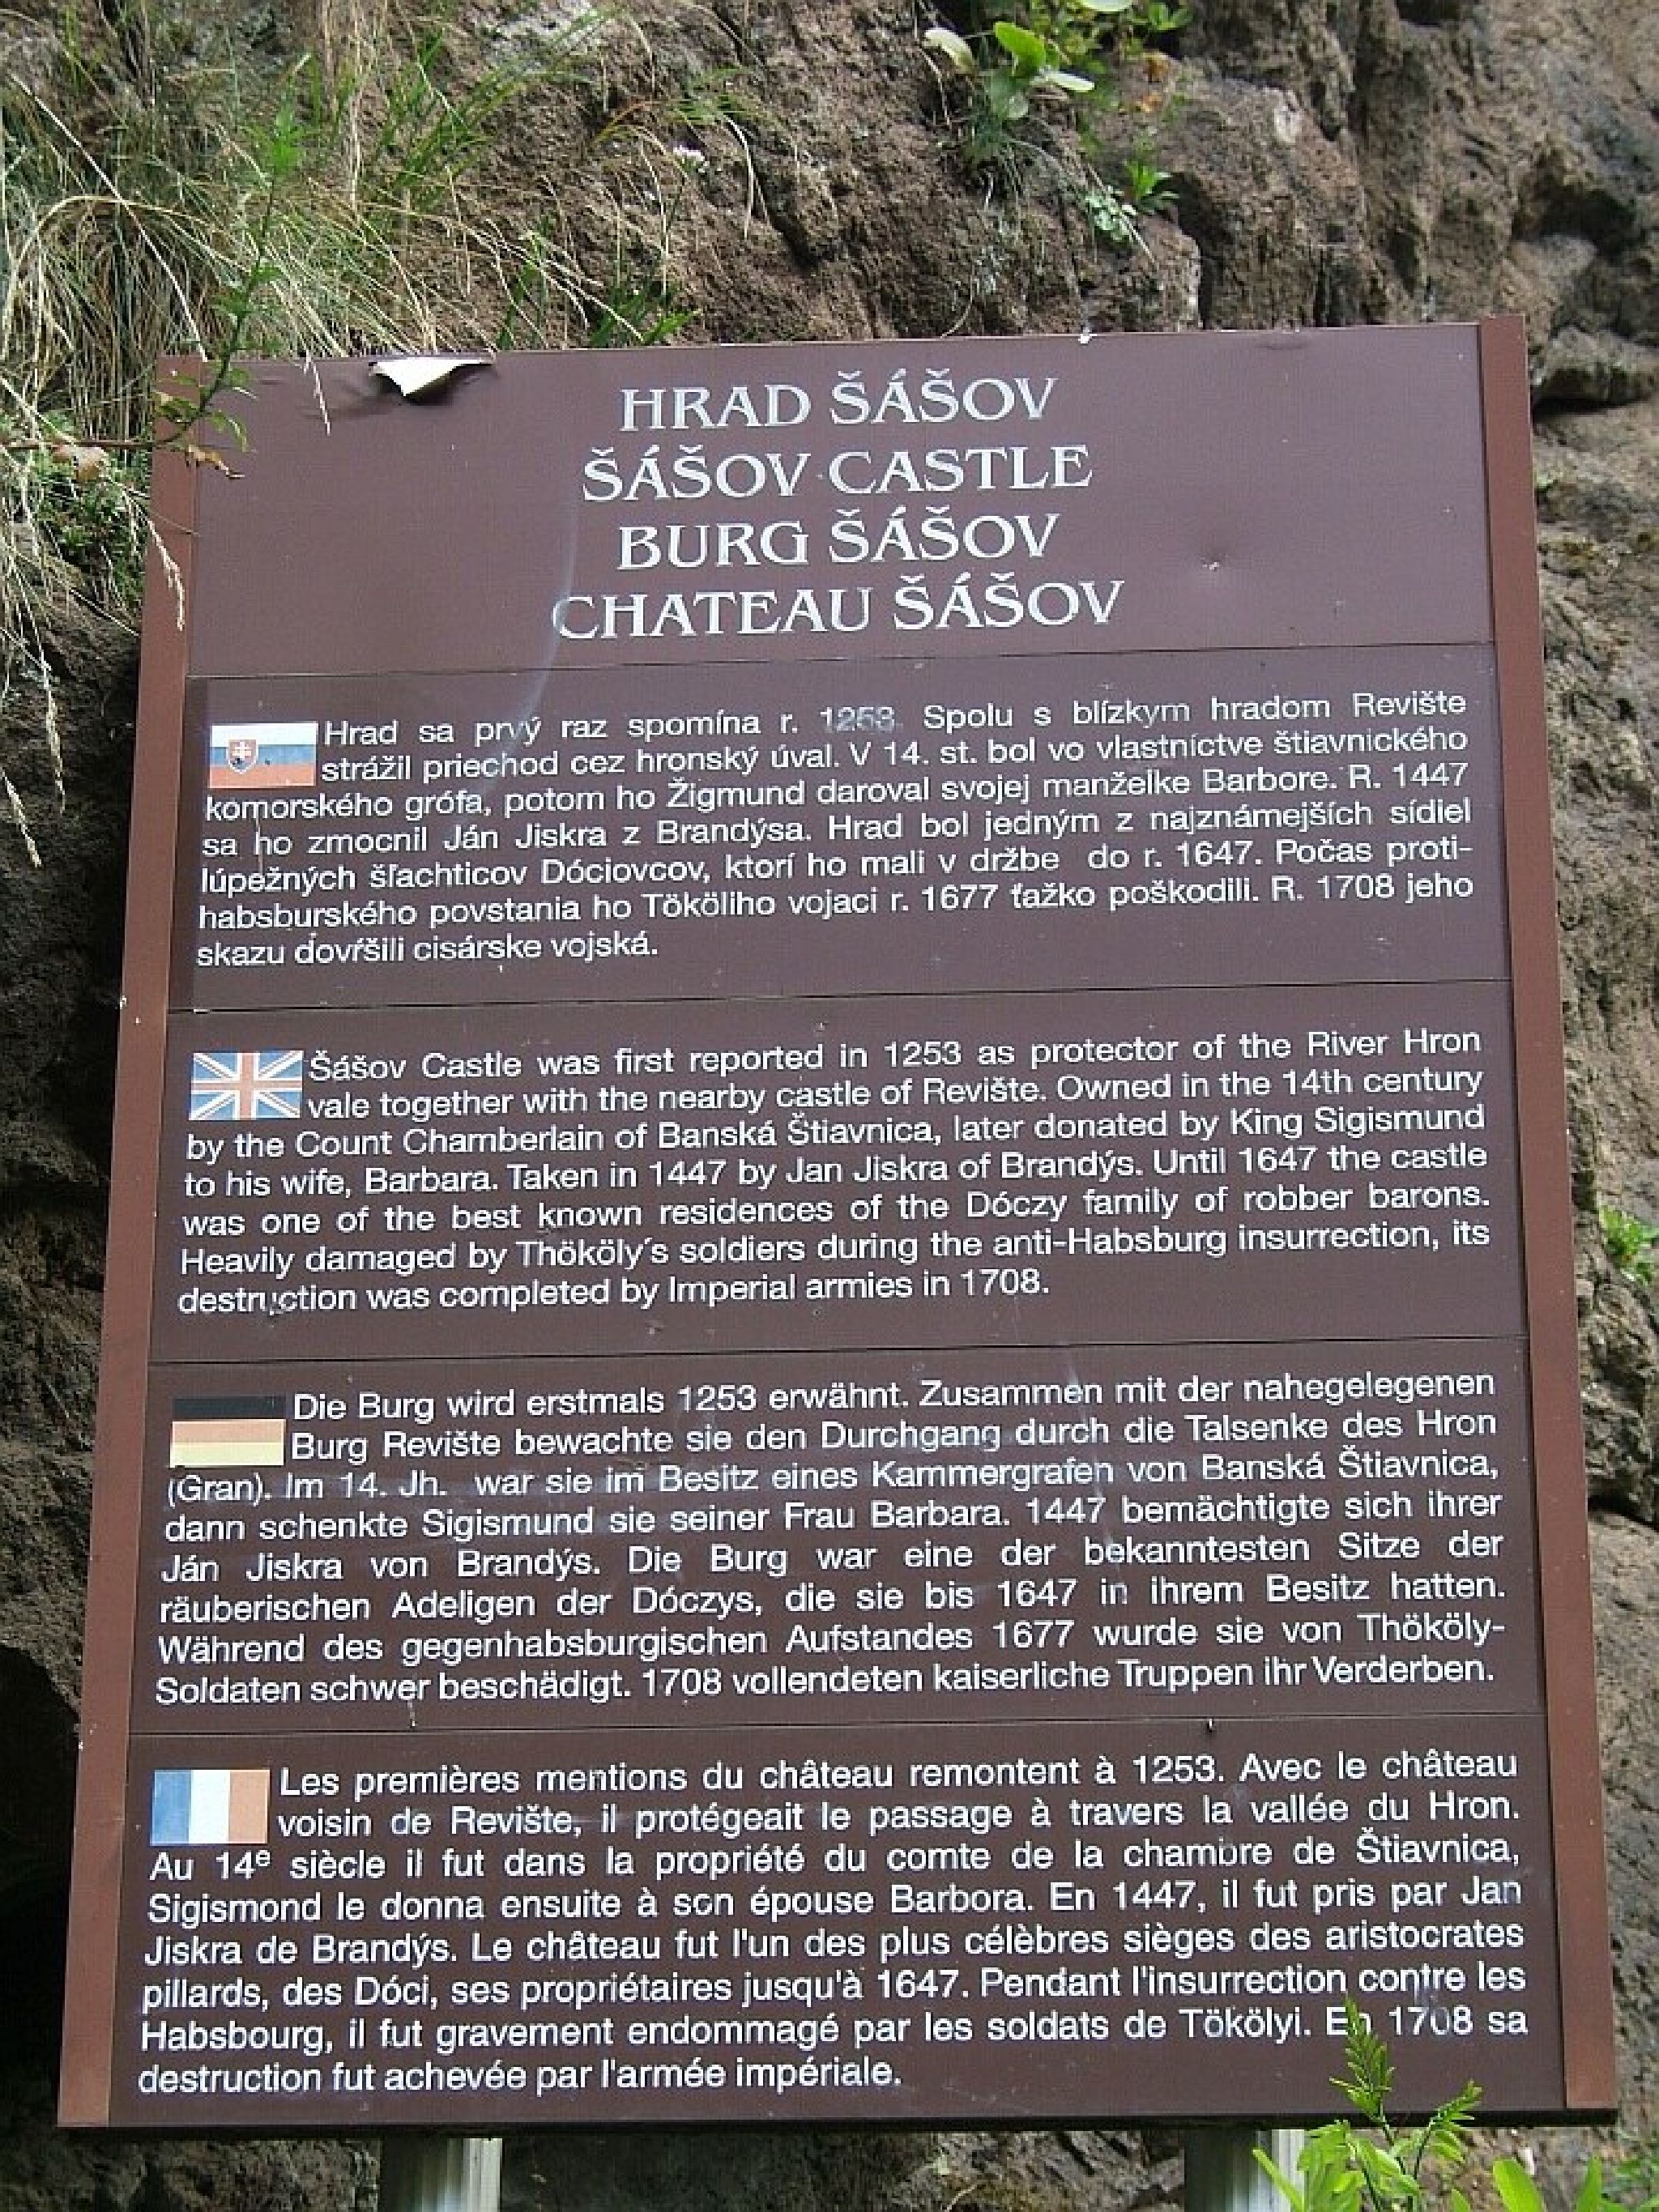 HRAD ŠÁŠOV
ŠÁŠOV CASTLE
BURG ŠÁŠOV
CHATEAU ŠÁŠOV
Hrad sa prvý raz spomína r. 1253. Spolu s blízkym hradom Revište
strážil priechod cez hronský úval. V 14. st. bol vo vlastníctve štiavnického
komorského grófa, potom ho Žigmund daroval svojej manželke Barbore. R. 1447
sa ho zmocnil Ján Jiskra z Brandýsa. Hrad bol jedným z najznámejších sídiel
lúpežných šľachticov Dóciovcov, ktorí ho mali v držbe do r. 1647. Počas proti-
habsburského povstania ho Tököliho vojaci r. 1677 ťažko poškodili. R. 1708 jeho
skazu dovŕšili cisárske vojská.
Šášov Castle was first reported in 1253 as protector of the River Hron
vale together with the nearby castle of Revište. Owned in the 14th century
by the Count Chamberlain of Banská Štiavnica, later donated by King Sigismund
to his wife, Barbara. Taken in 1447 by Jan Jiskra of Brandýs. Until 1647 the castle
was one of the best known residences of the Dóczy family of robber barons.
Heavily damaged by Thököly´s soldiers during the anti-Habsburg insurrection, its
destruction was completed by Imperial armies in 1708.
Die Burg wird erstmals 1253 erwähnt. Zusammen mit der nahegelegenen
Burg Revište bewachte sie den Durchgang durch die Talsenke des Hron
(Gran). Im 14. Jh. war sie im Besitz eines Kammergrafen von Banská Štiavnica,
dann schenkte Sigismund sie seiner Frau Barbara. 1447 bemächtigte sich ihrer
Ján Jiskra von Brandýs. Die Burg war eine der bekanntesten Sitze der
räuberischen Adeligen der Dóczys, die sie bis 1647 in ihrem Besitz hatten.
Während des gegenhabsburgischen Aufstandes 1677 wurde sie von Thököly-
Soldaten schwer beschädigt. 1708 vollendeten kaiserliche Truppen ihr Verderben.
Les premières mentions du château remontent à 1253. Avec le château
voisin de Revište, il protégeait le passage à travers la vallée du Hron.
Au 14e siècle il fut dans la propriété du comte de la chambre de Štiavnica,
Sigismond le donna ensuite à son épouse Barbora. En 1447, il fut pris par Jan
Jiskra de Brandýs. Le château fut l'un des plus célèbres sièges des aristocrates
pillards, des Dóci, ses propriétaires jusqu'à 1647. Pendant l'insurrection contre les
Habsbourg, il fut gravement endommagé par les soldats de Tökölyi. En 1708 sa
destruction fut achevée par l'armée impériale.